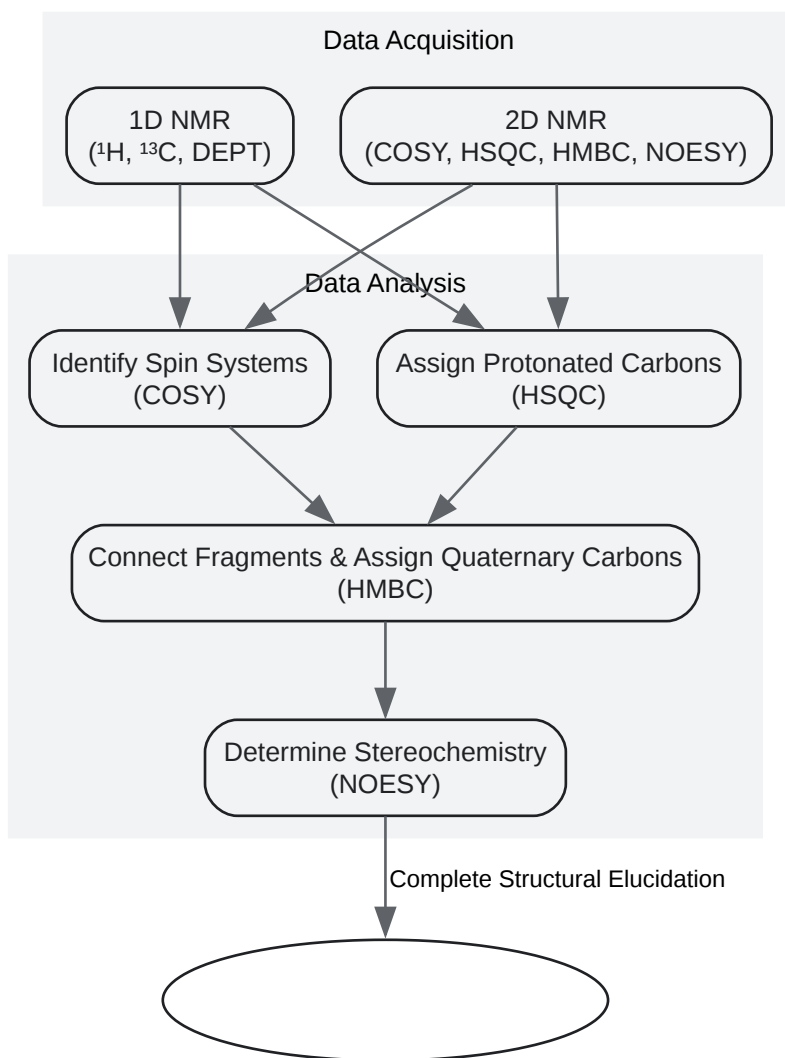 Data Acquisition
1D NMR
(¹H, ¹³C, DEPT)
2D NMR
(COSY, HSQC, HMBC, NOESY)
Data Analysis
Identify Spin Systems
(COSY)
Assign Protonated Carbons
(HSQC)
Connect Fragments & Assign Quaternary Carbons
(HMBC)
Determine Stereochemistry
(NOESY)
Complete Structural Elucidation